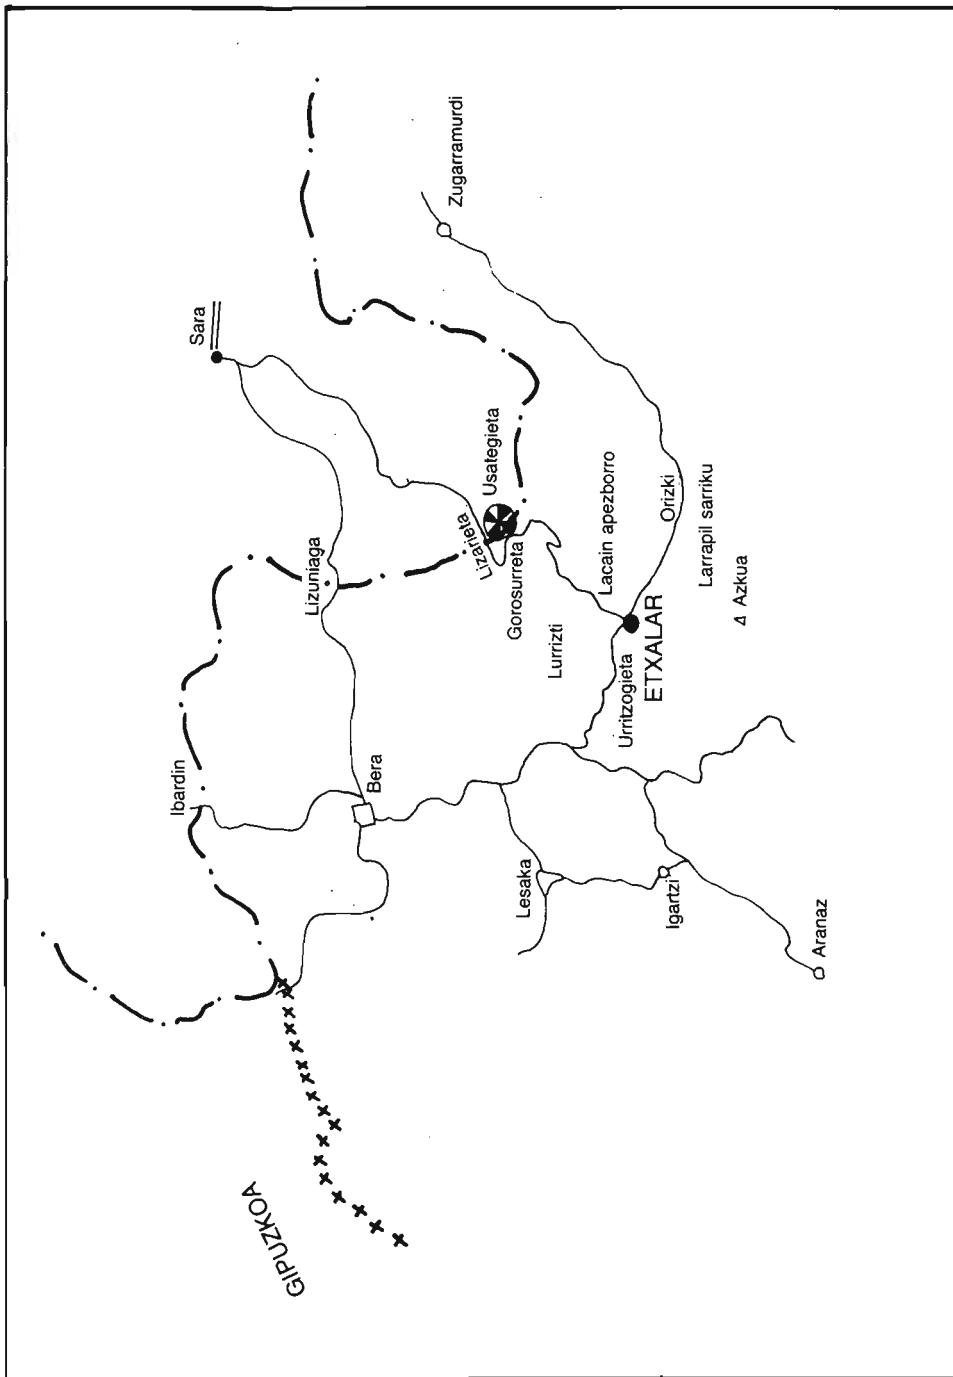 GIPUZKOA
Ibardin
Sara
Lizuniaga
Bera
Zugarramurdi
Lizarieta
Usategieta
Gorosurreta
Lurrizti
Lacain apezborro
Lesaka
Urritzogieta
ETXALAR
Orizki
Larrapil sarriku
Azkua
Igartzi
Aranaz